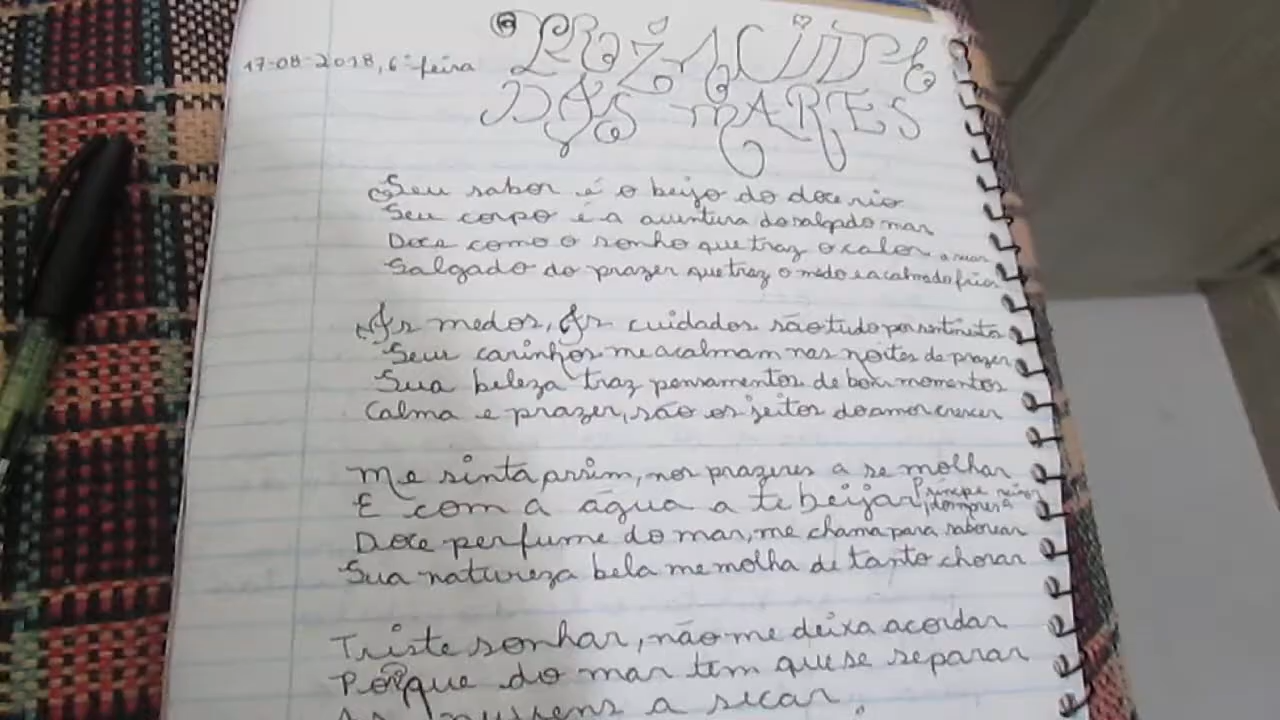 17-08-2018, 6ª feira
PRAZACIDADE
DAS MARÉS
Seu sabor é o beijo do doce rio
Seu corpo é a aventura do salgado mar
Doce como o sonho que traz o calor a suar
Salgado do prazer que traz o medo e a calma do frio
As medos, As cuidados são tudo por
Seus carinhos me acalmam nas noites de prazer
Sua beleza traz pensamentos de bons momentos
Calma e prazer, são os jeitos do amor crescer
Me sinta assim, nos prazeres a se molhar
E com a água a te beijar,
Doce perfume do mar, me chama para saborear
Sua natureza bela me molha de tanto chorar
Triste sonhar, não me deixa acordar
Porque do mar tem que se separar
a secar.